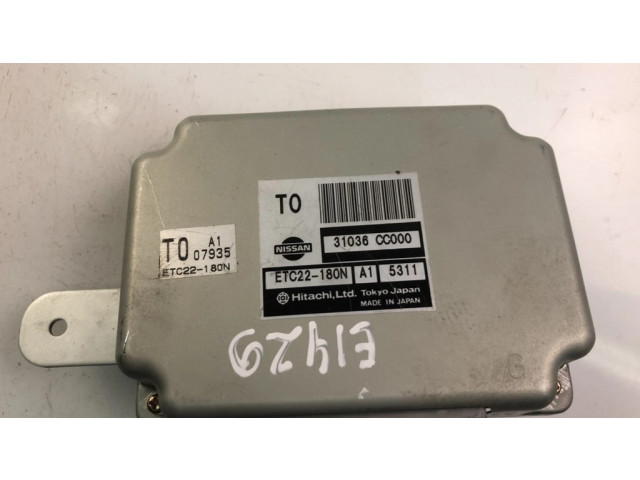 TO
NISSAN
31036 CC000
ETC22-180N A1 5311
Hitachi, Ltd. Tokyo Japan
MADE IN JAPAN
TO A1
07935
ETC22-180N
E1429
G